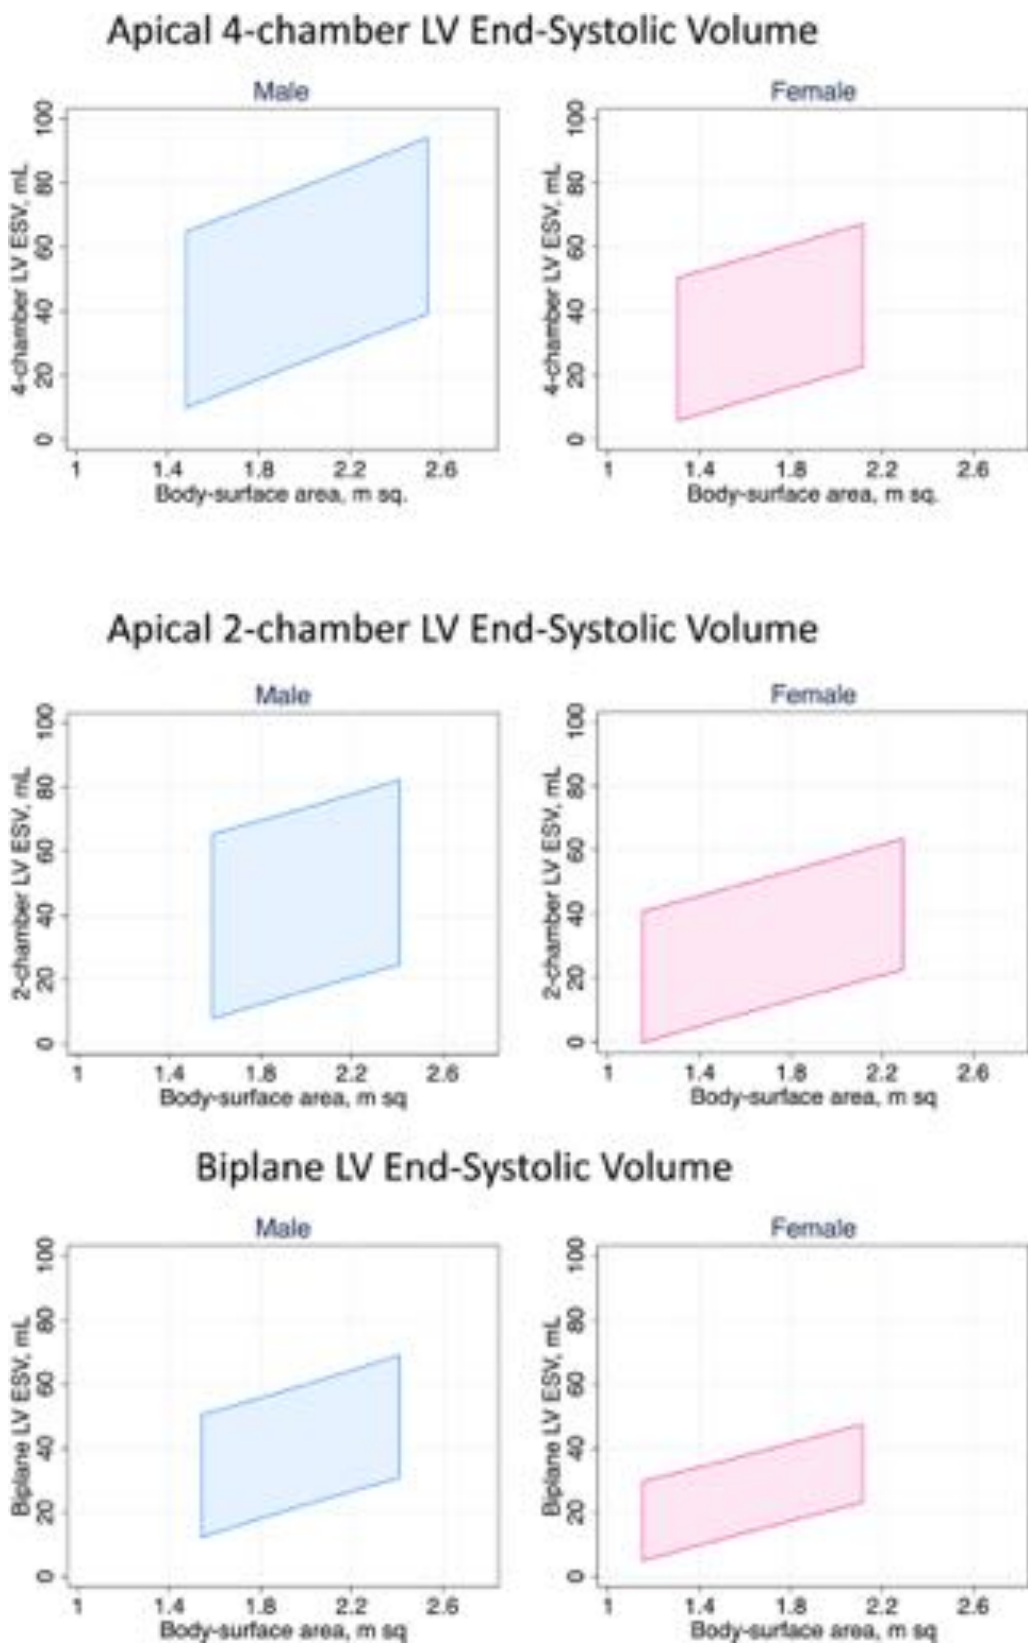 Apical 4-chamber LV End-Systolic Volume
Male
Female
4-chamber LV ESV, mL
100
80
60
40
20
0
1 1.4 1.8 2.2 2.6
Body-surface area, m sq.
4-chamber LV ESV, mL
100
80
60
40
20
0
1 1.4 1.8 2.2 2.6
Body-surface area, m sq.
Apical 2-chamber LV End-Systolic Volume
Male
Female
2-chamber LV ESV, mL
100
80
60
40
20
0
1 1.4 1.8 2.2 2.6
Body-surface area, m sq
2-chamber LV ESV, mL
100
80
60
40
20
0
1 1.4 1.8 2.2 2.6
Body-surface area, m sq
Biplane LV End-Systolic Volume
Male
Female
Biplane LV ESV, mL
100
80
60
40
20
0
1 1.4 1.8 2.2 2.6
Body-surface area, m sq
Biplane LV ESV, mL
100
80
60
40
20
0
1 1.4 1.8 2.2 2.6
Body-surface area, m sq